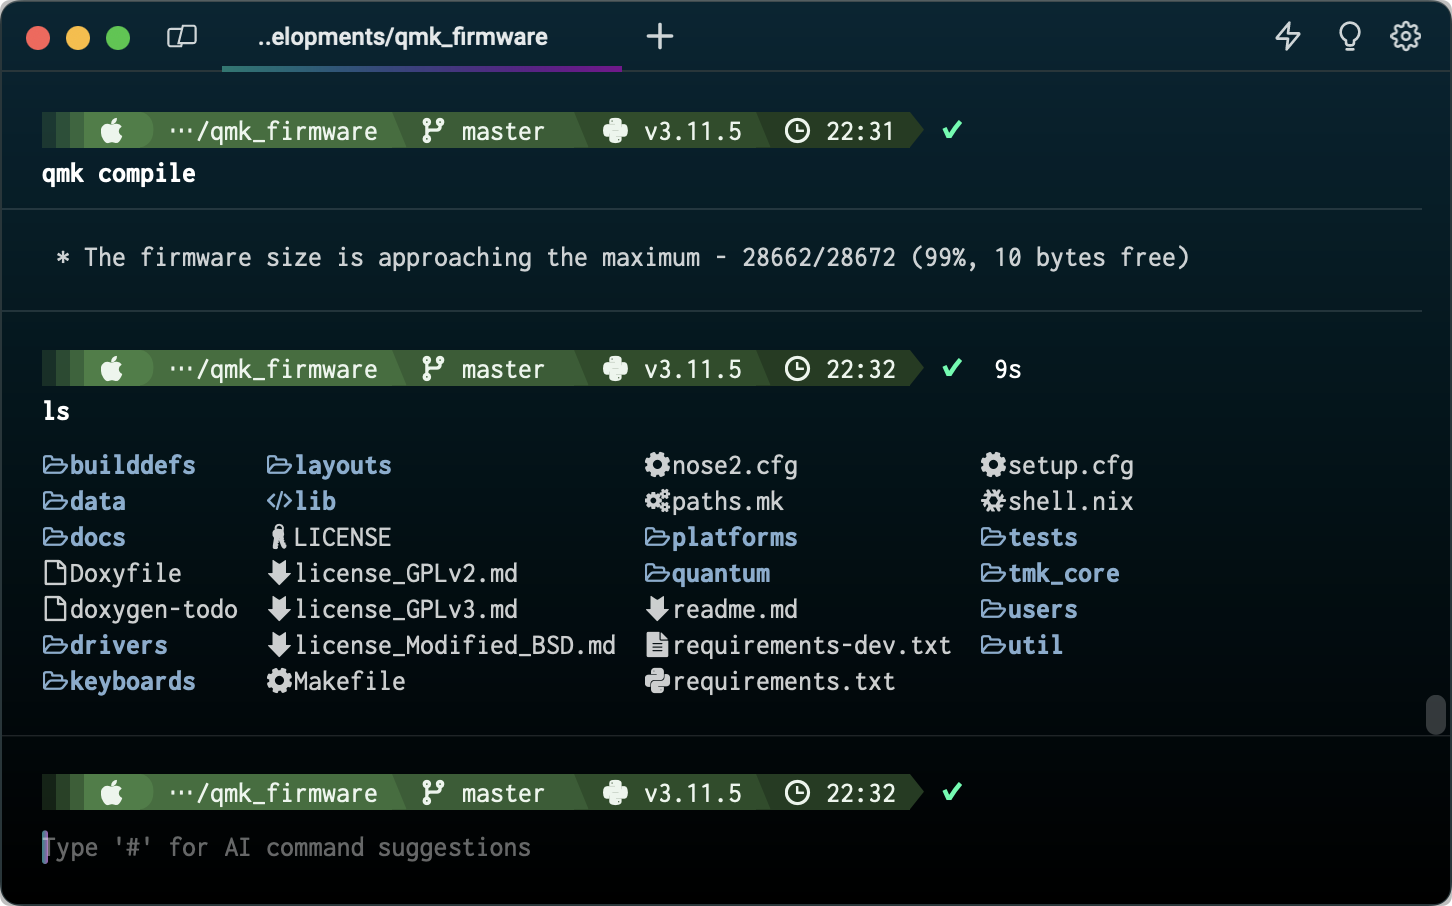 ..elopments/qmk_firmware
···/qmk_firmware master v3.11.5 22:31
qmk compile
* The firmware size is approaching the maximum - 28662/28672 (99%, 10 bytes free)
···/qmk_firmware master v3.11.5 22:32 9s
ls
builddefs layouts nose2.cfg setup.cfg
data lib paths.mk shell.nix
docs LICENSE platforms tests
Doxyfile license_GPLv2.md quantum tmk_core
doxygen-todo license_GPLv3.md readme.md users
drivers license_Modified_BSD.md requirements-dev.txt util
keyboards Makefile requirements.txt
···/qmk_firmware master v3.11.5 22:32
Type '#' for AI command suggestions